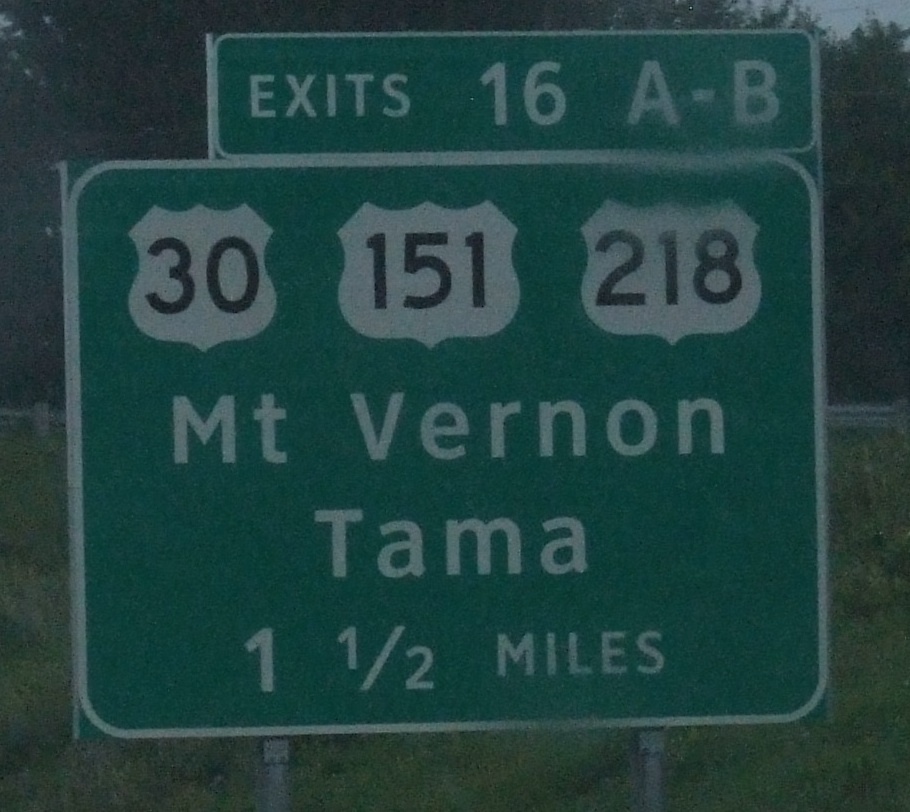 EXITS 16 A-B
30 151 218
Mt Vernon
Tama
1 1/2 MILES